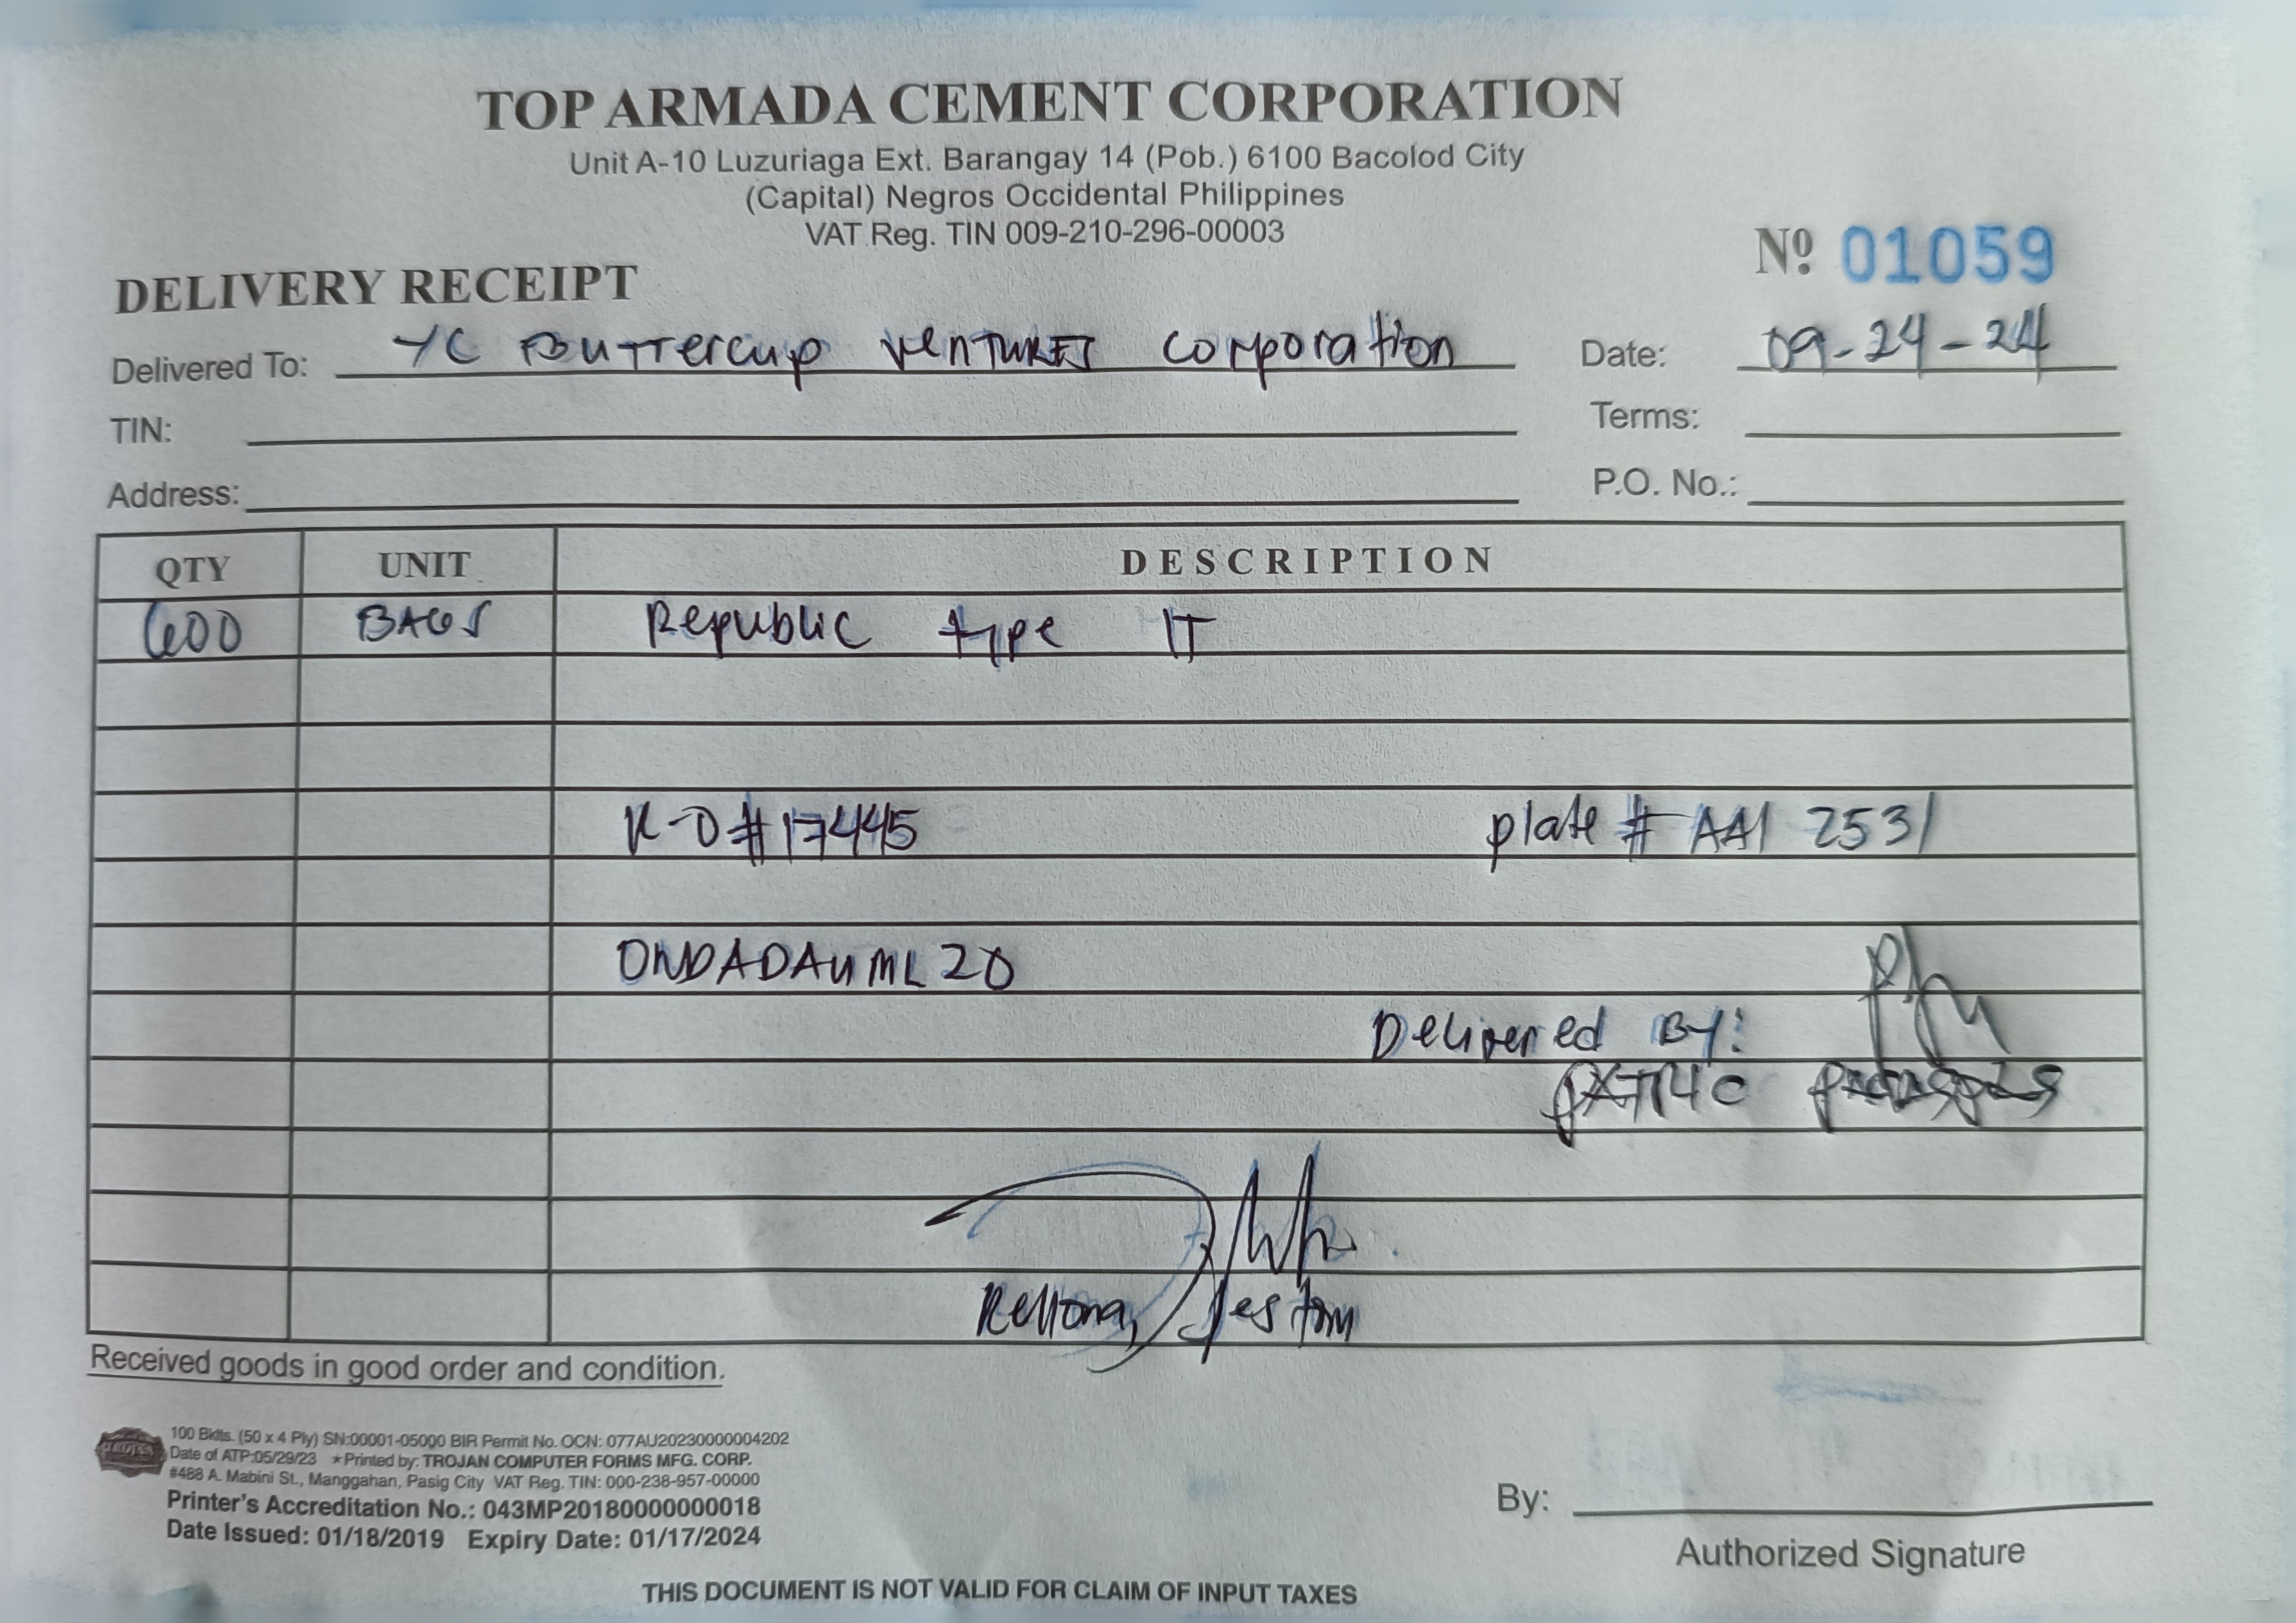 TOP ARMADA CEMENT CORPORATION
Unit A-10 Luzuriaga Ext. Barangay 14 (Pob.) 6100 Bacolod City
(Capital) Negros Occidental Philippines
VAT Reg. TIN 009-210-296-00003
Nº 01059
DELIVERY RECEIPT
Delivered To: YC Buttercup Ventures Corporation Date: 09-24-24
TIN: Terms:
Address: P.O. No.:
QTY UNIT DESCRIPTION
600 BAGS Republic type 1T
#17445 plate # AAI 2531
Delivered By:
Rellona, Jestom
Received goods in good order and condition.
100 Bklts. (50 x 4 Ply) SN:00001-05000 BIR Permit No. OCN: 077AU20230000004202
Date of ATP:05/29/23 ★Printed by: TROJAN COMPUTER FORMS MFG. CORP.
#488 A. Mabini St., Manggahan, Pasig City VAT Reg. TIN: 000-238-957-00000
Printer's Accreditation No.: 043MP20180000000018
Date Issued: 01/18/2019 Expiry Date: 01/17/2024
By:
Authorized Signature
THIS DOCUMENT IS NOT VALID FOR CLAIM OF INPUT TAXES